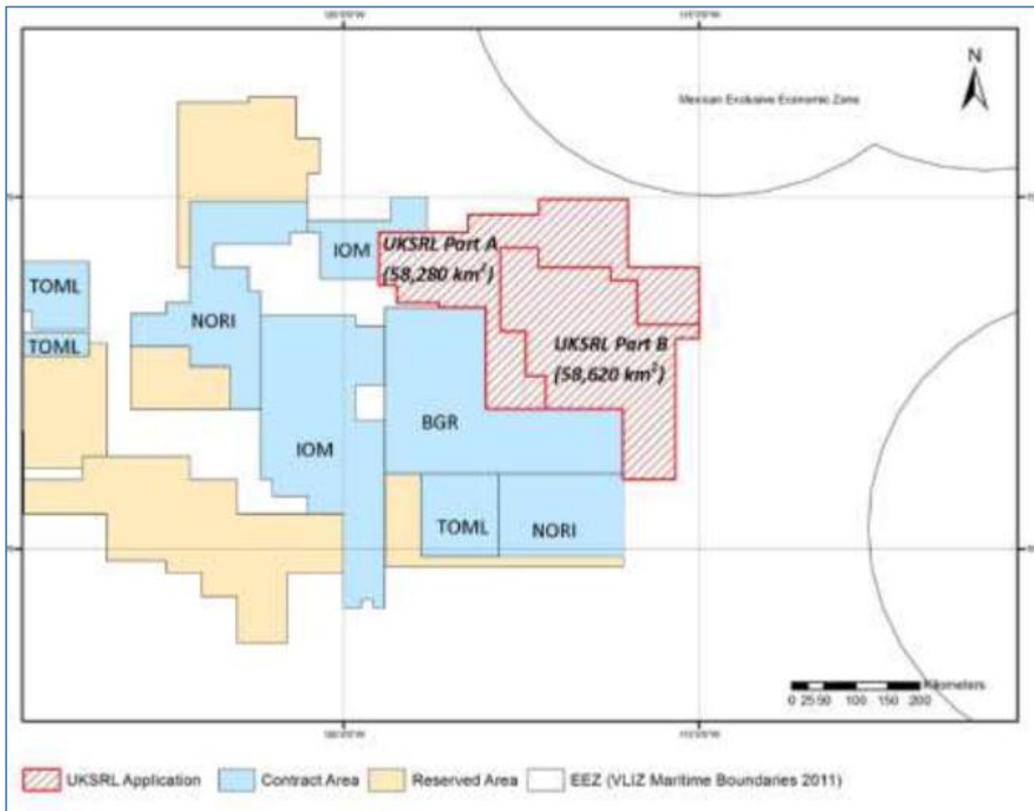 N
Mexican Exclusive Economic Zone
IOM
UKSRL Part A
(58,280 km²)
TOML
NORI
TOML
UKSRL Part B
(58,620 km²)
BGR
IOM
TOML
NORI
Kilometers
0 25 50 100 150 200
UKSRL Application
Contract Area
Reserved Area
EEZ (VLIZ Maritime Boundaries 2011)